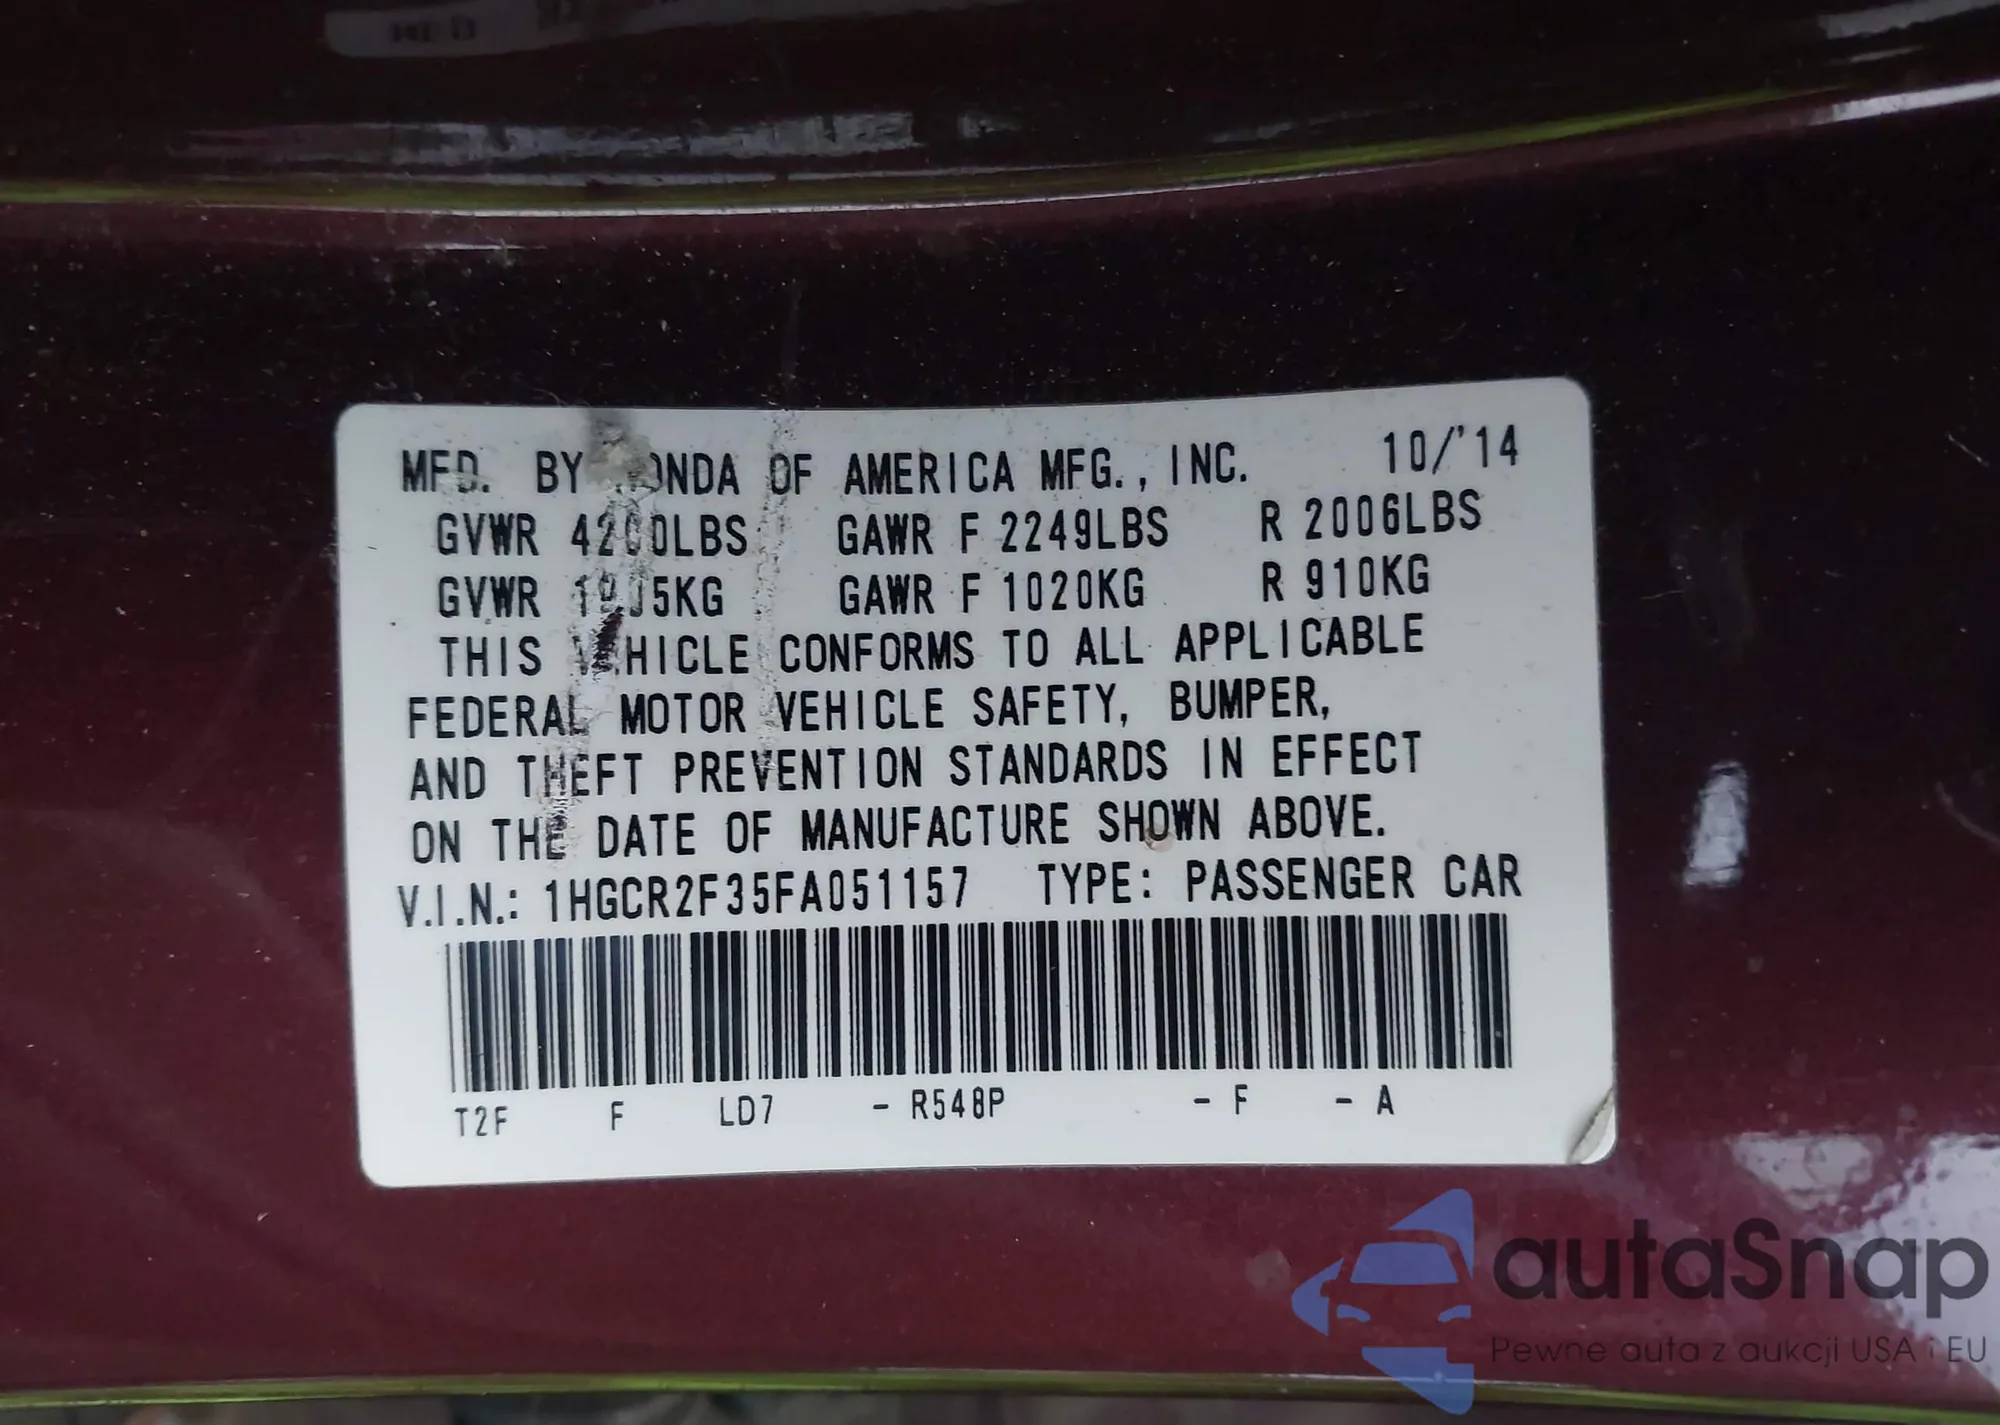 MFD. BY HONDA OF AMERICA MFG., INC. 10/'14
GVWR 4200LBS GAWR F 2249LBS R 2006LBS
GVWR 1905KG GAWR F 1020KG R 910KG
THIS VEHICLE CONFORMS TO ALL APPLICABLE
FEDERAL MOTOR VEHICLE SAFETY, BUMPER,
AND THEFT PREVENTION STANDARDS IN EFFECT
ON THE DATE OF MANUFACTURE SHOWN ABOVE.
V.I.N.: 1HGCR2F35FA051157 TYPE: PASSENGER CAR
T2F F LD7 - R548P - F - A
autaSnap
Pewne auta z aukcji USA i EU